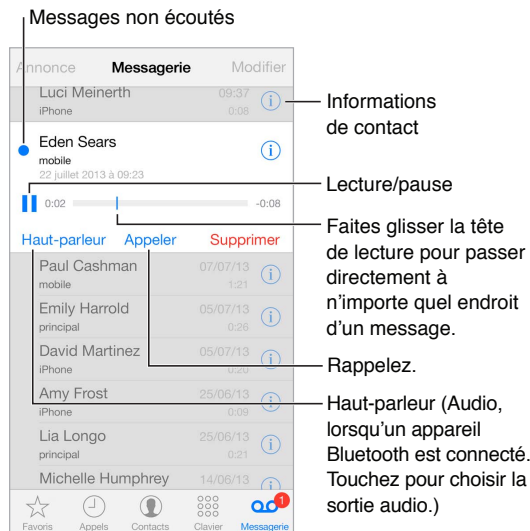 Messages non écoutés
Annonce Messagerie Modifier
Luci Meinerth 09:37
iPhone 0:08
Informations
de contact
Eden Sears
mobile
22 juillet 2013 à 09:23
Lecture/pause
0:02 -0:08
Faites glisser la tête
de lecture pour passer
directement à
n'importe quel endroit
d'un message.
Haut-parleur Appeler Supprimer
Paul Cashman 07/07/13
mobile 1:21
Emily Harrold 05/07/13
principal 0:26
David Martinez 05/07/13
iPhone 0:20
Rappelez.
Amy Frost 25/06/13
iPhone 0:09
Haut-parleur (Audio,
lorsqu'un appareil
Bluetooth est connecté.
Touchez pour choisir la
sortie audio.)
Lia Longo 25/06/13
principal 0:21
Michelle Humphrey 14/06/13
1
Favoris Appels Contacts Clavier Messagerie